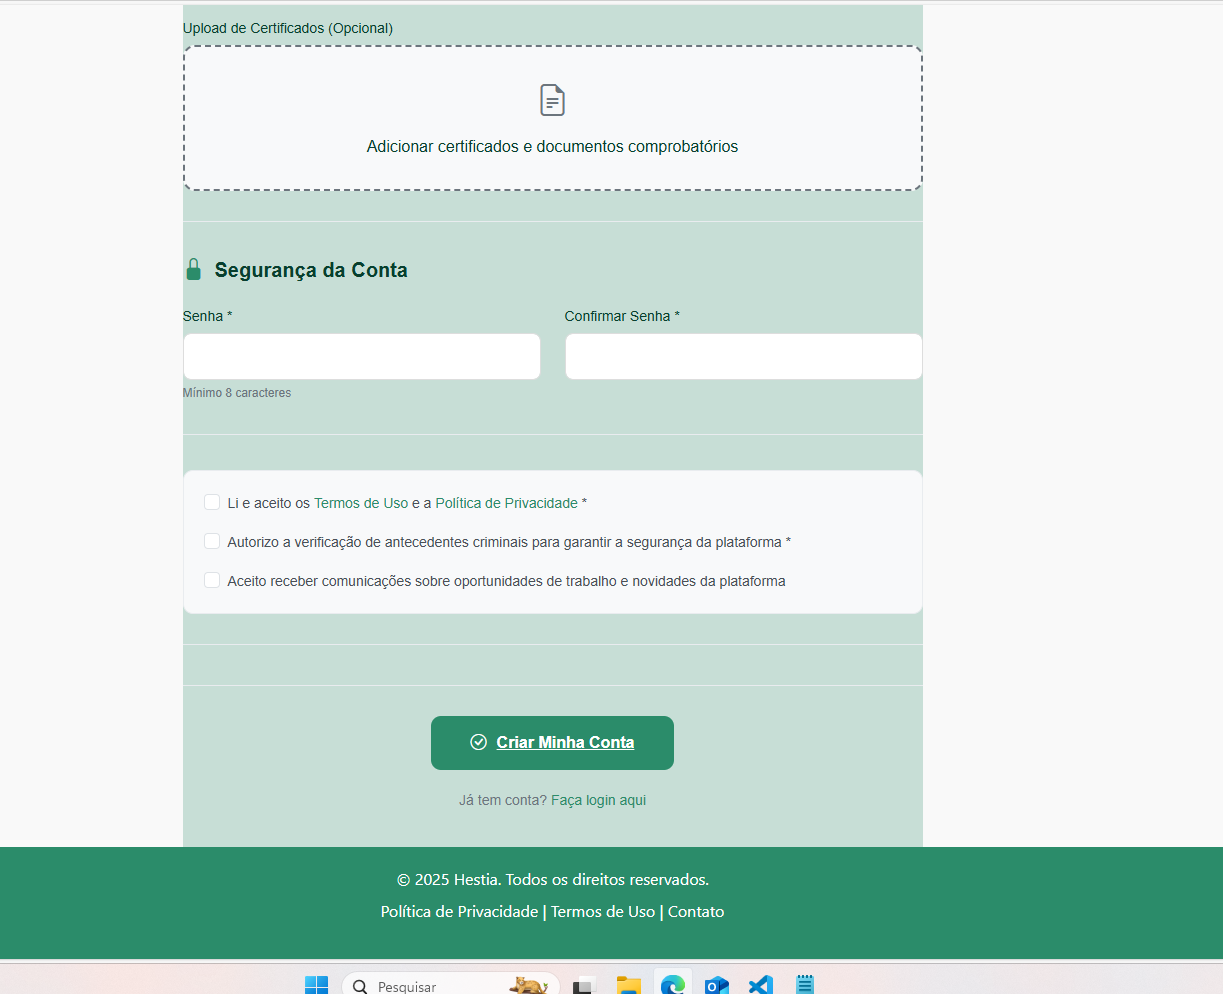 Upload de Certificados (Opcional)
Adicionar certificados e documentos comprobatórios
Segurança da Conta
Senha *
Confirmar Senha *
Mínimo 8 caracteres
Li e aceito os Termos de Uso e a Política de Privacidade *
Autorizo a verificação de antecedentes criminais para garantir a segurança da plataforma *
Aceito receber comunicações sobre oportunidades de trabalho e novidades da plataforma
Criar Minha Conta
Já tem conta? Faça login aqui
© 2025 Hestia. Todos os direitos reservados.
Política de Privacidade | Termos de Uso | Contato
Pesquisar